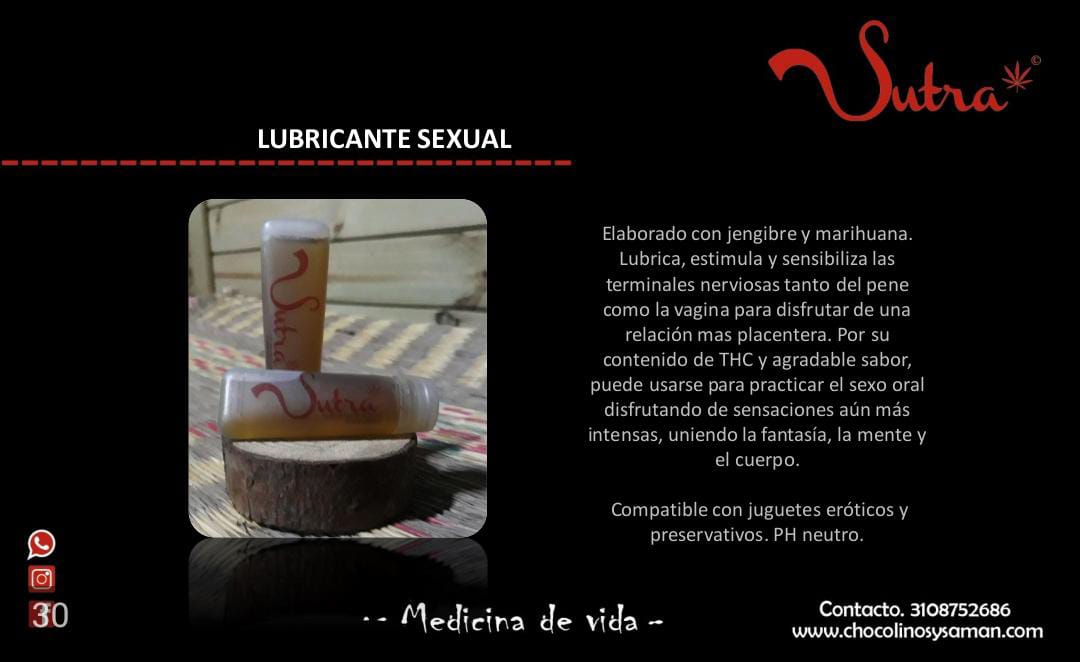 Sutra ©
LUBRICANTE SEXUAL
Sutra
Sutra
Elaborado con jengibre y marihuana.
Lubrica, estimula y sensibiliza las
terminales nerviosas tanto del pene
como la vagina para disfrutar de una
relación mas placentera. Por su
contenido de THC y agradable sabor,
puede usarse para practicar el sexo oral
disfrutando de sensaciones aún más
intensas, uniendo la fantasía, la mente y
el cuerpo.
Compatible con juguetes eróticos y
preservativos. PH neutro.
30
-- Medicina de vida -
Contacto. 3108752686
www.chocolinosysaman.com